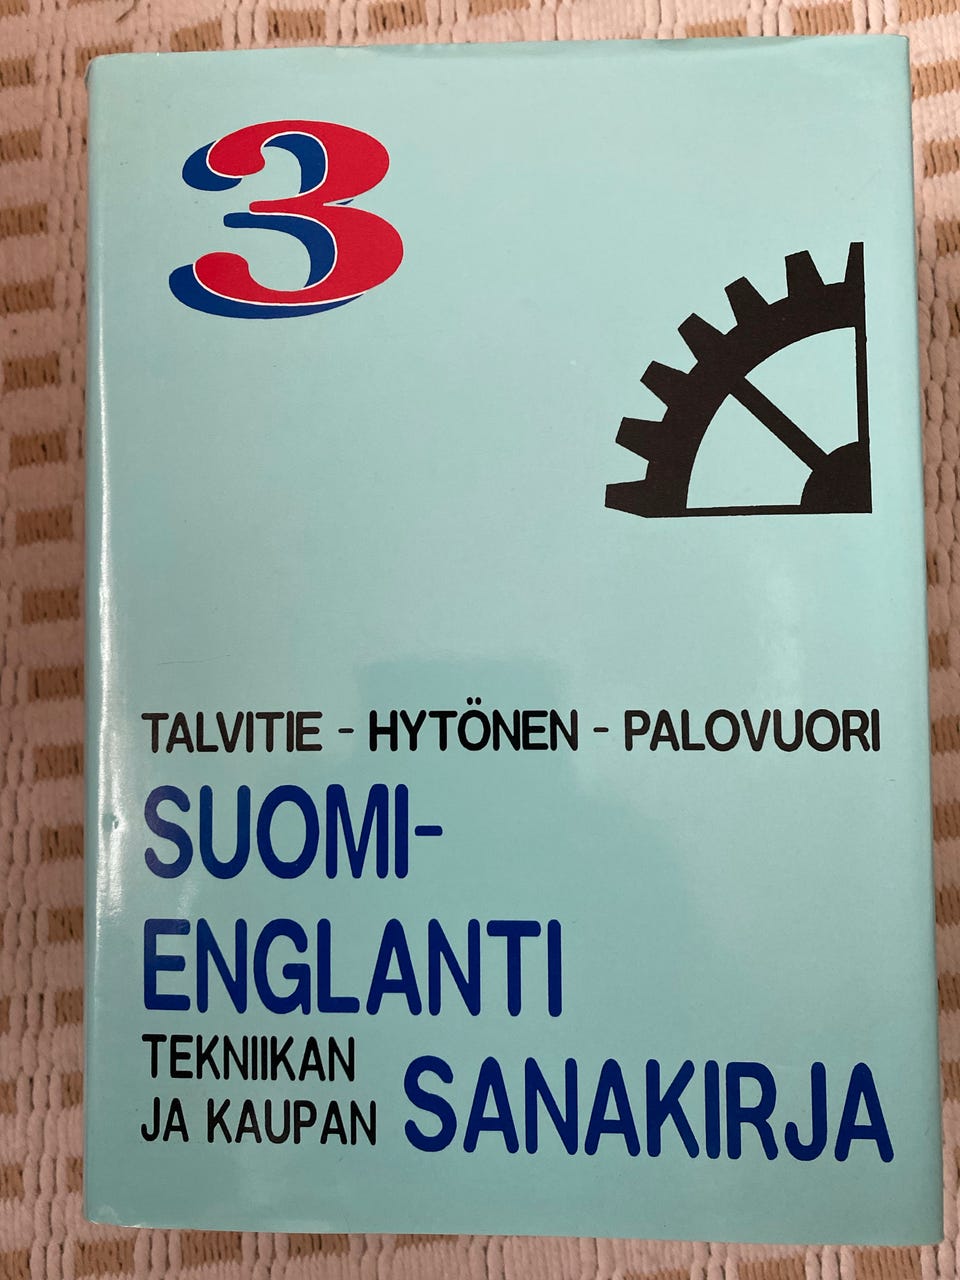 3
TALVITIE - HYTÖNEN - PALOVUORI
SUOMI-
ENGLANTI
TEKNIIKAN
JA KAUPAN SANAKIRJA